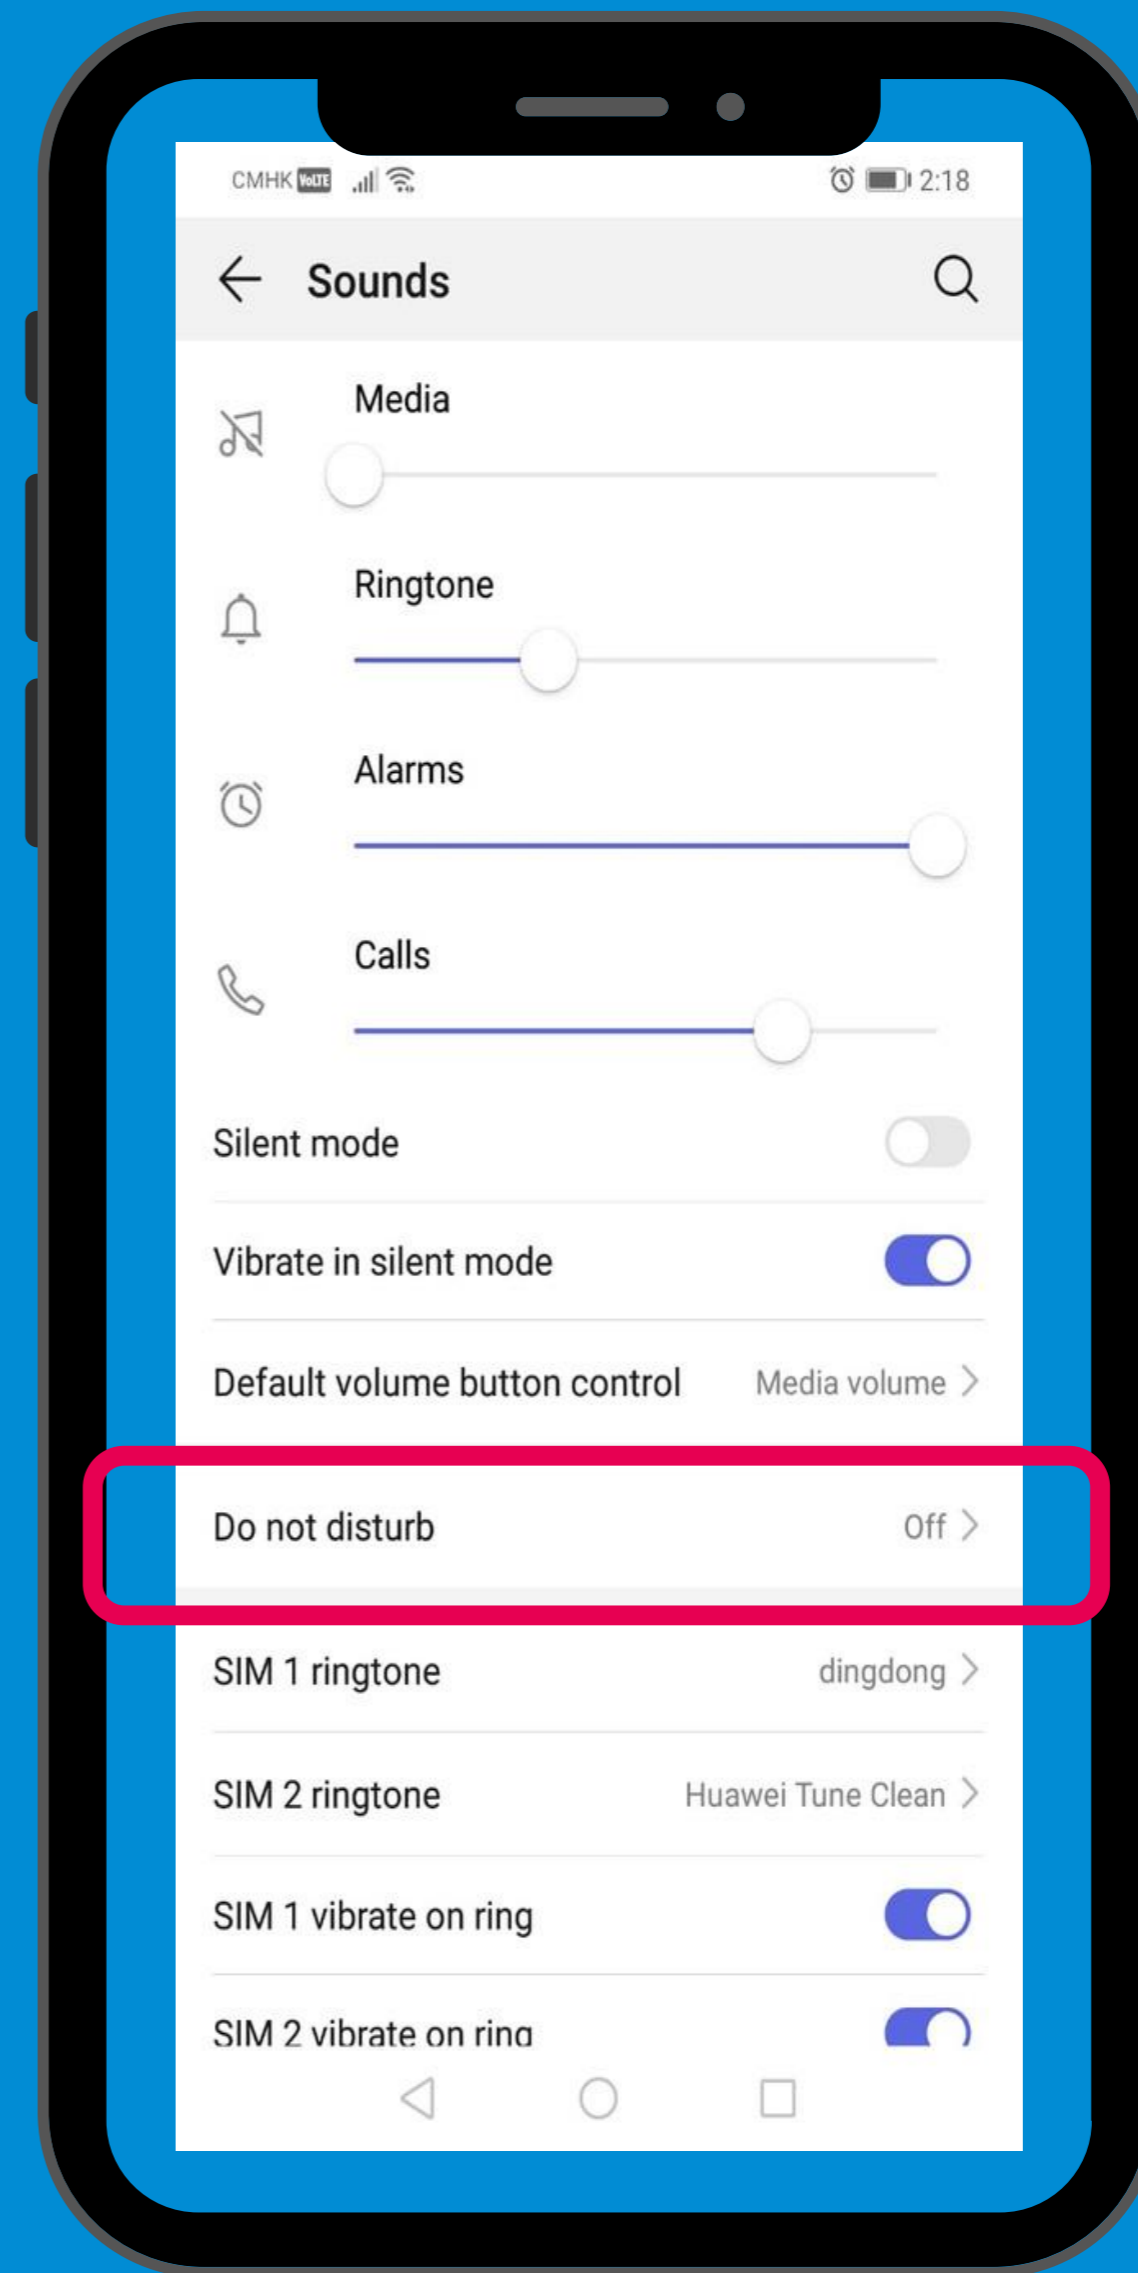 CMHK VoLTE 2:18
Sounds
Media
Ringtone
Alarms
Calls
Silent mode
Vibrate in silent mode
Default volume button control Media volume
Do not disturb Off
SIM 1 ringtone dingdong
SIM 2 ringtone Huawei Tune Clean
SIM 1 vibrate on ring
SIM 2 vibrate on ring